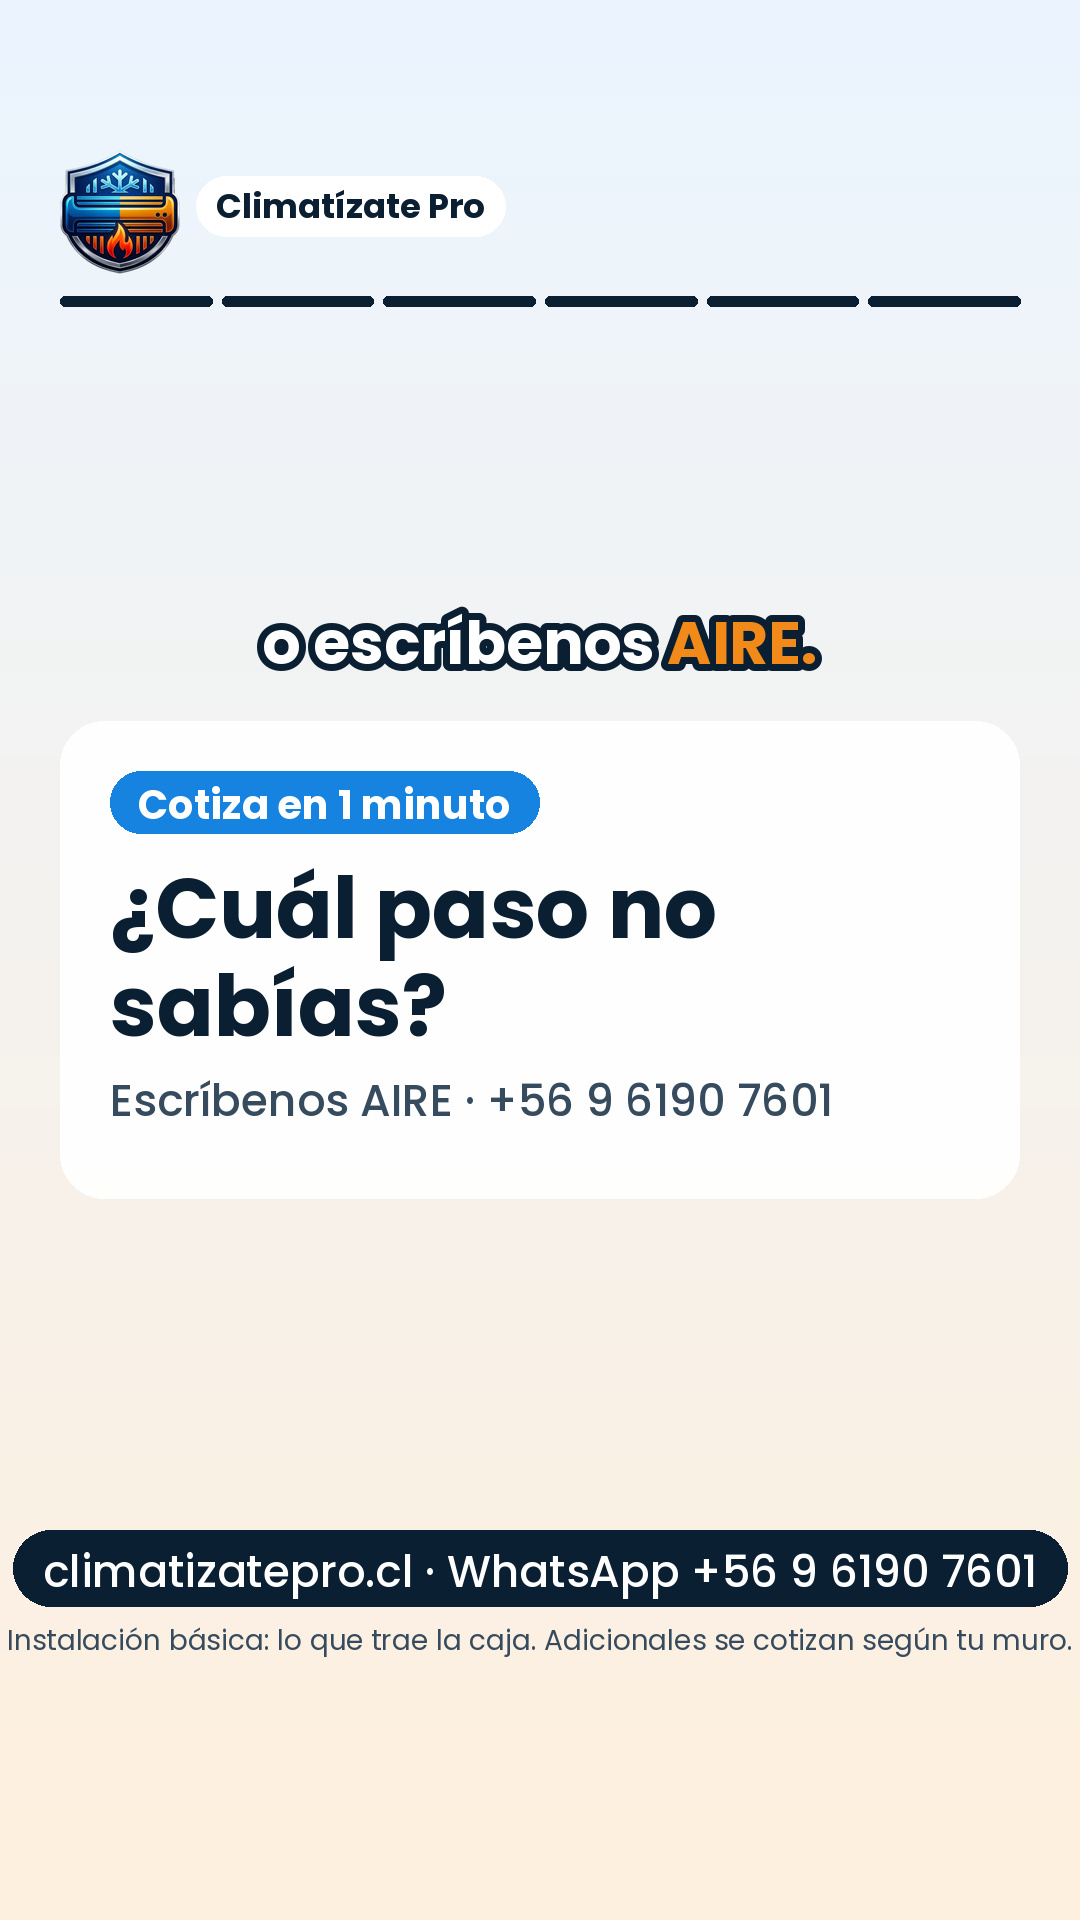 Climatízate Pro
o escríbenos AIRE.
Cotiza en 1 minuto
¿Cuál paso no
sabías?
Escríbenos AIRE · +56 9 6190 7601
climatizatepro.cl · WhatsApp +56 9 6190 7601
Instalación básica: lo que trae la caja. Adicionales se cotizan según tu muro.